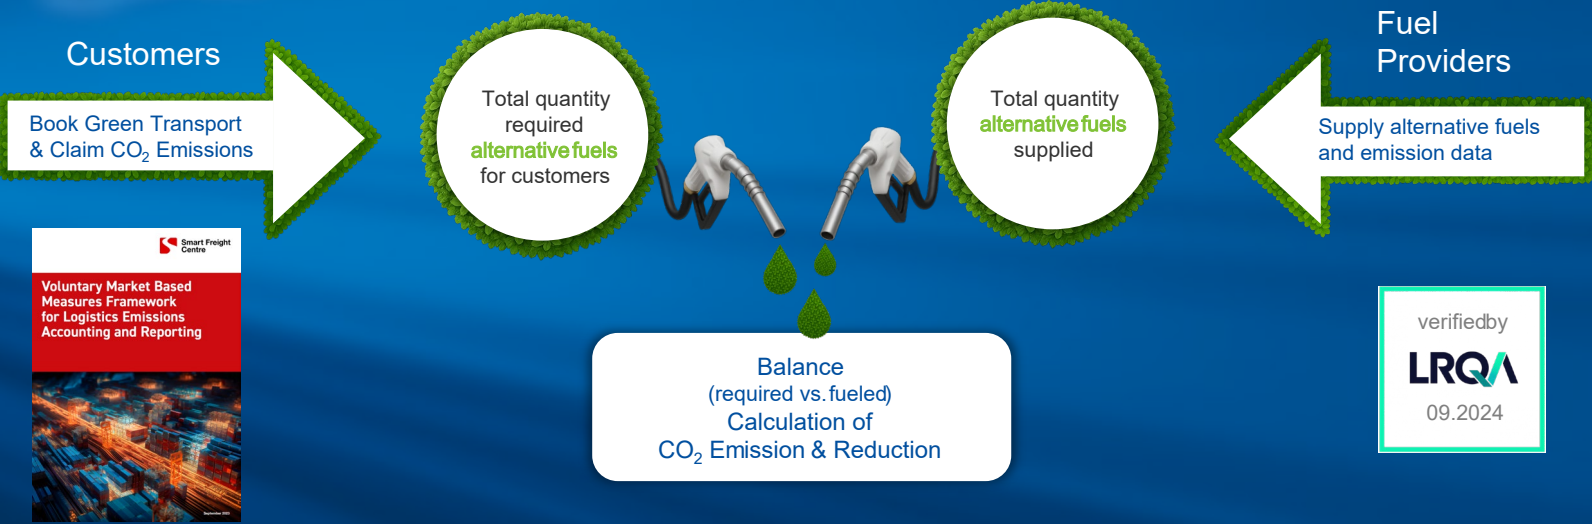 Customers
Book Green Transport
& Claim CO₂ Emissions
Total quantity
required
alternative fuels
for customers
Total quantity
alternative fuels
supplied
Fuel
Providers
Supply alternative fuels
and emission data
Smart Freight
Centre
Voluntary Market Based
Measures Framework
for Logistics Emissions
Accounting and Reporting
Balance
(required vs. fueled)
Calculation of
CO₂ Emission & Reduction
verifiedby
LRQA
09.2024